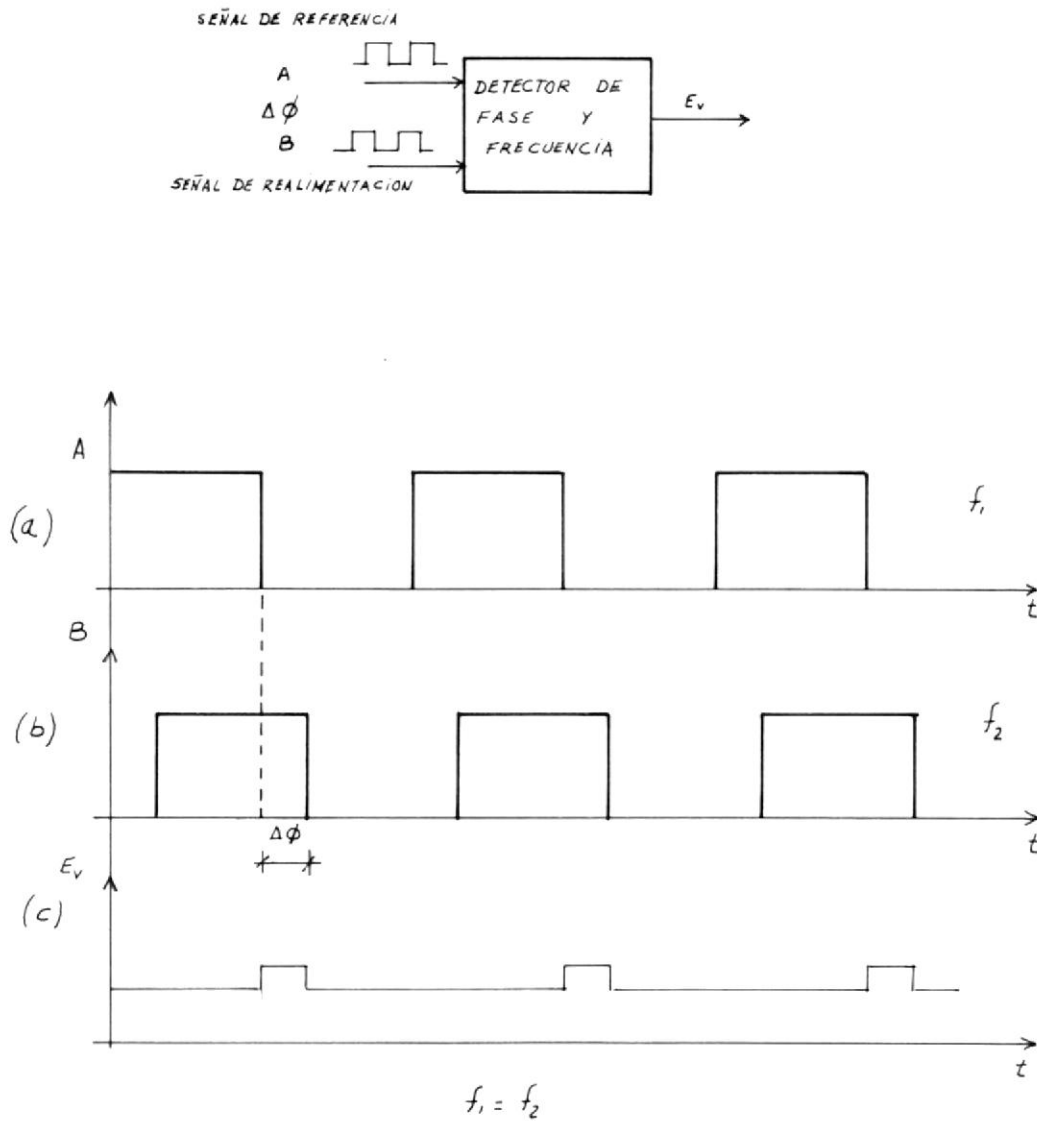 SEÑAL DE REFERENCIA
A
Δφ
B
SEÑAL DE REALIMENTACION
DETECTOR DE
FASE Y
FRECUENCIA
Ev
A
(a)
f1
t
B
(b)
f2
t
Δφ
Ev
(c)
t
f1 = f2